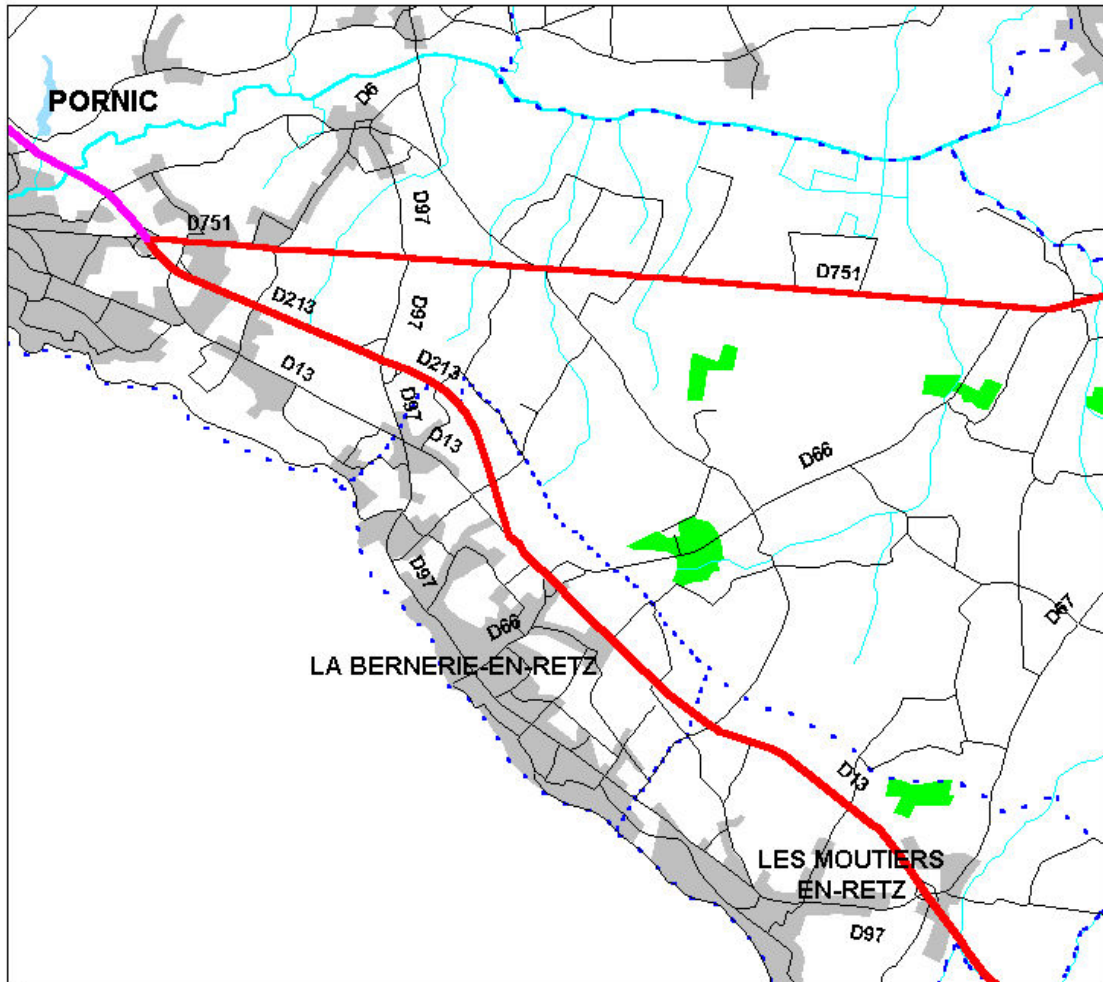 D6
PORNIC
D97
D751
D751
D213
D97
D213
D13
D97
D13
D66
D97
D67
D66
LA BERNERIE-EN-RETZ
D13
LES MOUTIERS
EN-RETZ
D97